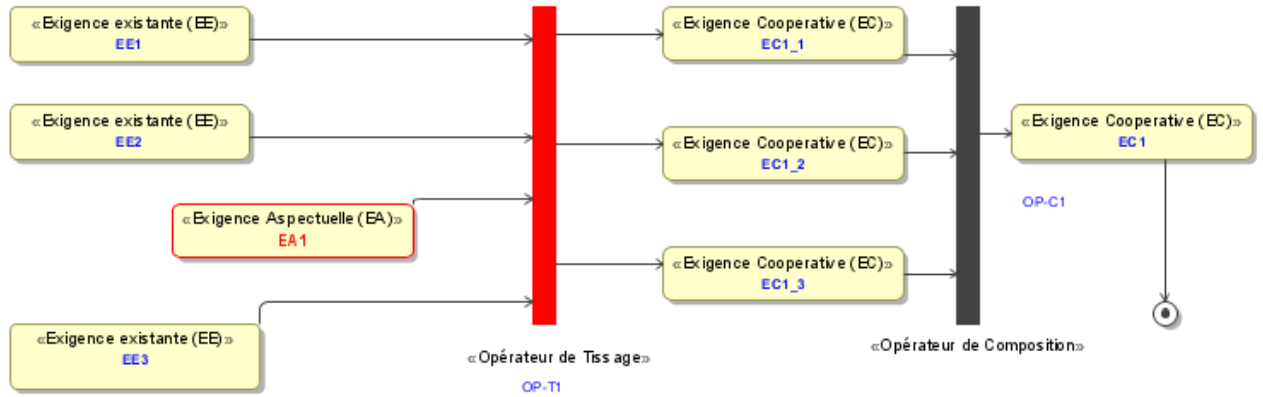 «Exigence existante (EE)»
EE1
«Exigence existante (EE)»
EE2
«Exigence Aspectuelle (EA)»
EA1
«Exigence existante (EE)»
EE3
«Opérateur de Tissage»
OP-T1
«Exigence Cooperative (EC)»
EC1_1
«Exigence Cooperative (EC)»
EC1_2
«Exigence Cooperative (EC)»
EC1_3
«Opérateur de Composition»
OP-C1
«Exigence Cooperative (EC)»
EC1